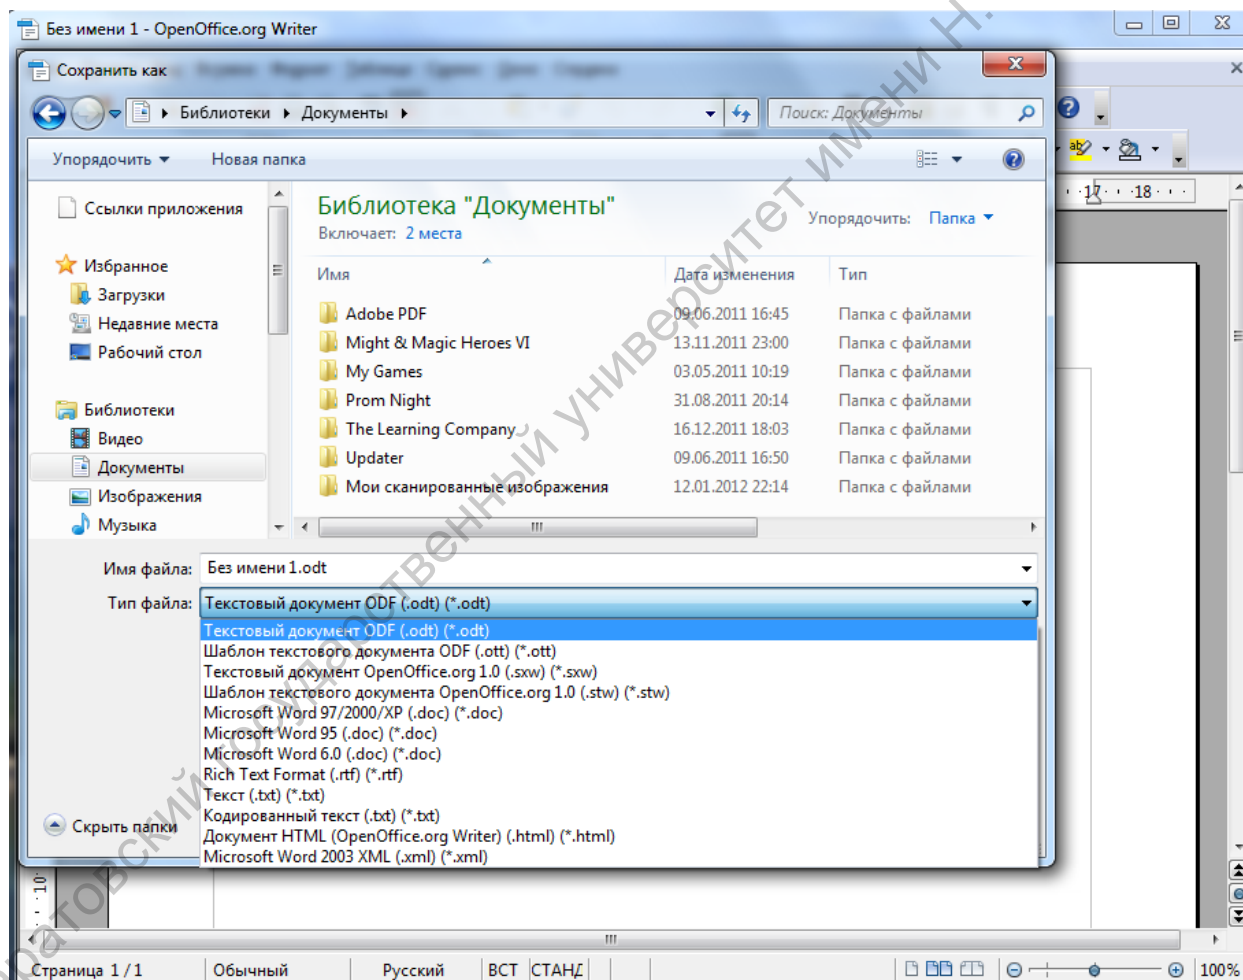 Без имени 1 - OpenOffice.org Writer
Сохранить как
Библиотеки Документы
Поиск: Документы
Упорядочить Новая папка
Ссылки приложения
Избранное
Загрузки
Недавние места
Рабочий стол
Библиотеки
Видео
Документы
Изображения
Музыка
Библиотека "Документы"
Включает: 2 места
Упорядочить: Папка
Имя Дата изменения Тип
Adobe PDF 09.06.2011 16:45 Папка с файлами
Might & Magic Heroes VI 13.11.2011 23:00 Папка с файлами
My Games 03.05.2011 10:19 Папка с файлами
Prom Night 31.08.2011 20:14 Папка с файлами
The Learning Company 16.12.2011 18:03 Папка с файлами
Updater 09.06.2011 16:50 Папка с файлами
Мои сканированные изображения 12.01.2012 22:14 Папка с файлами
Имя файла: Без имени 1.odt
Тип файла: Текстовый документ ODF (.odt) (*.odt)
Текстовый документ ODF (.odt) (*.odt)
Шаблон текстового документа ODF (.ott) (*.ott)
Текстовый документ OpenOffice.org 1.0 (.sxw) (*.sxw)
Шаблон текстового документа OpenOffice.org 1.0 (.stw) (*.stw)
Microsoft Word 97/2000/XP (.doc) (*.doc)
Microsoft Word 95 (.doc) (*.doc)
Microsoft Word 6.0 (.doc) (*.doc)
Rich Text Format (.rtf) (*.rtf)
Текст (.txt) (*.txt)
Кодированный текст (.txt) (*.txt)
Документ HTML (OpenOffice.org Writer) (.html) (*.html)
Microsoft Word 2003 XML (.xml) (*.xml)
Скрыть папки
17 18
10
Страница 1 / 1 Обычный Русский ВСТ СТАНД 100%
ратовский государственный университет имени Н.